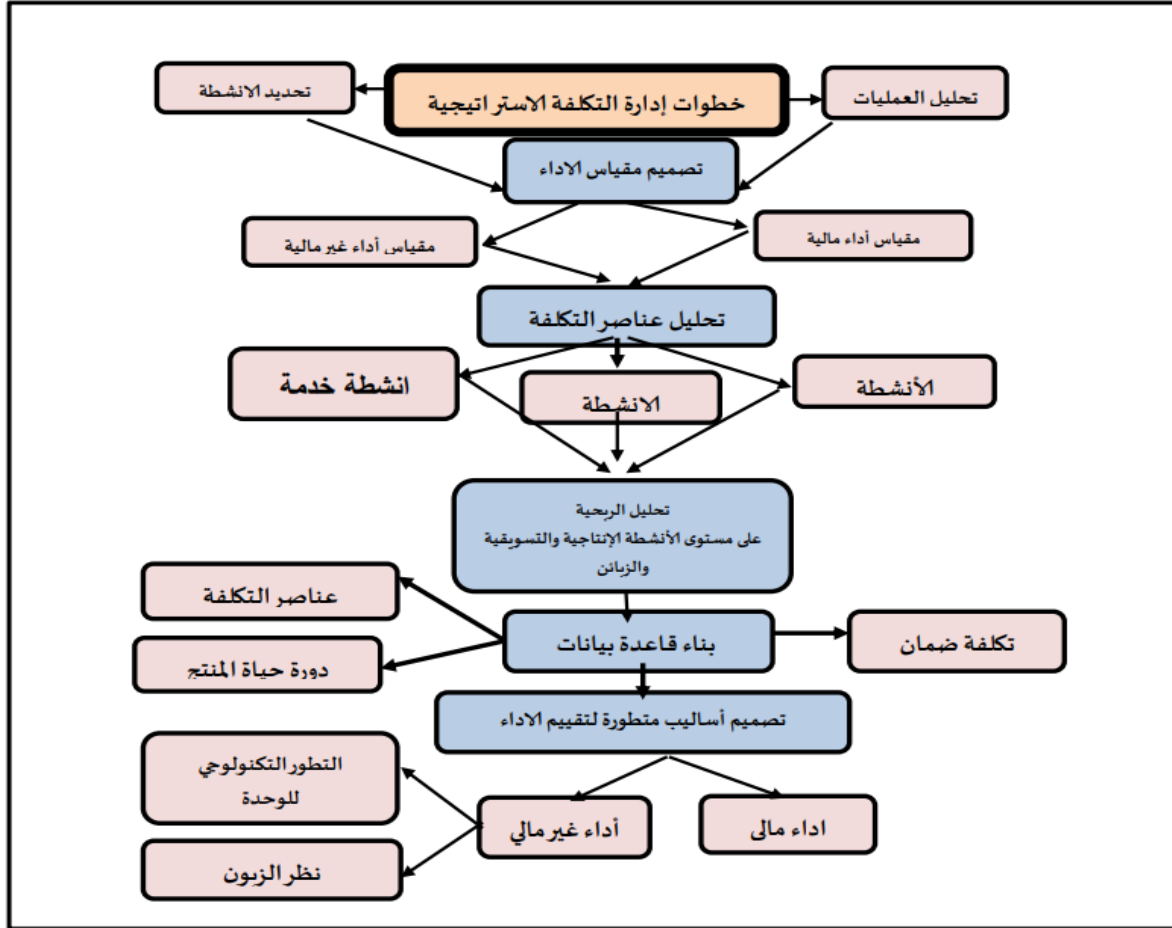 خطوات إدارة التكلفة الاستراتيجية
تحليل العمليات
تحديد الانشطة
تصميم مقياس الاداء
مقياس أداء مالية
مقياس أداء غير مالية
تحليل عناصر التكلفة
الأنشطة
الانشطة
انشطة خدمة
تحليل الربحية
على مستوى الأنشطة الإنتاجية والتسويقية
والزبائن
عناصر التكلفة
بناء قاعدة بيانات
تكلفة ضمان
دورة حياة المنتج
تصميم أساليب متطورة لتقييم الاداء
التطور التكنولوجي
للوحدة
اداء مالى
أداء غير مالي
نظر الزبون